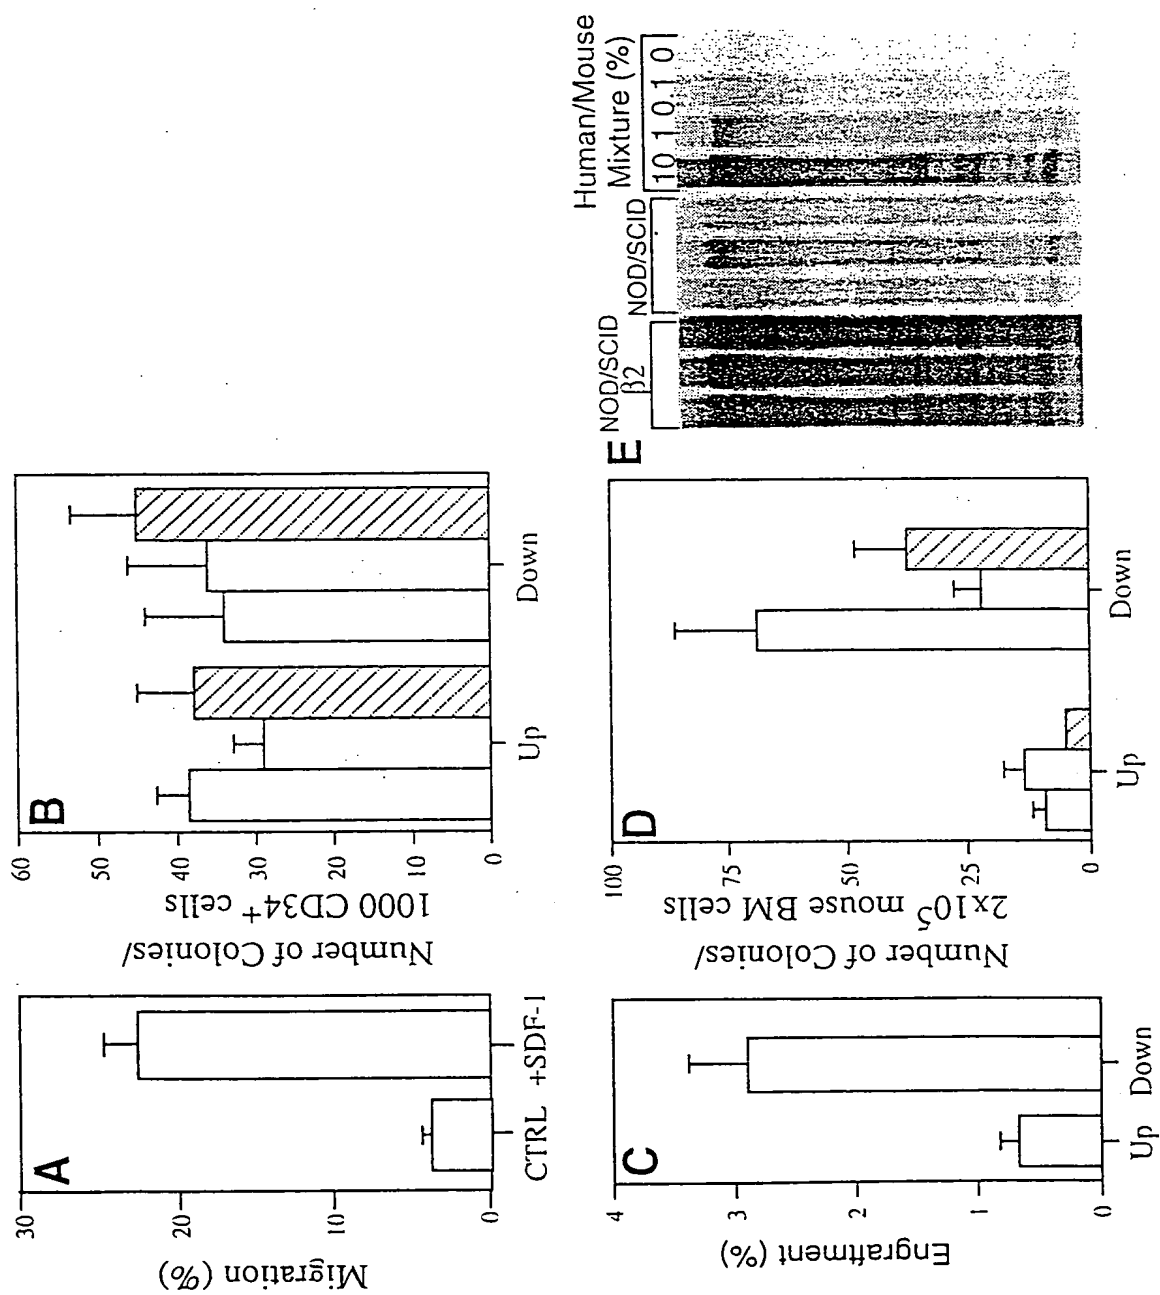 A
Migration (%)
30
20
10
0
CTRL
+SDF-1
B
Number of Colonies/
1000 CD34+ cells
60
50
40
30
20
10
0
Up
Down
C
Engraftment (%)
4
3
2
1
0
Up
Down
D
Number of Colonies/
2x10^5 mouse BM cells
100
75
50
25
0
Up
Down
E
NOD/SCID
β2
NOD/SCID
Human/Mouse
Mixture (%)
10 1 0.1 0